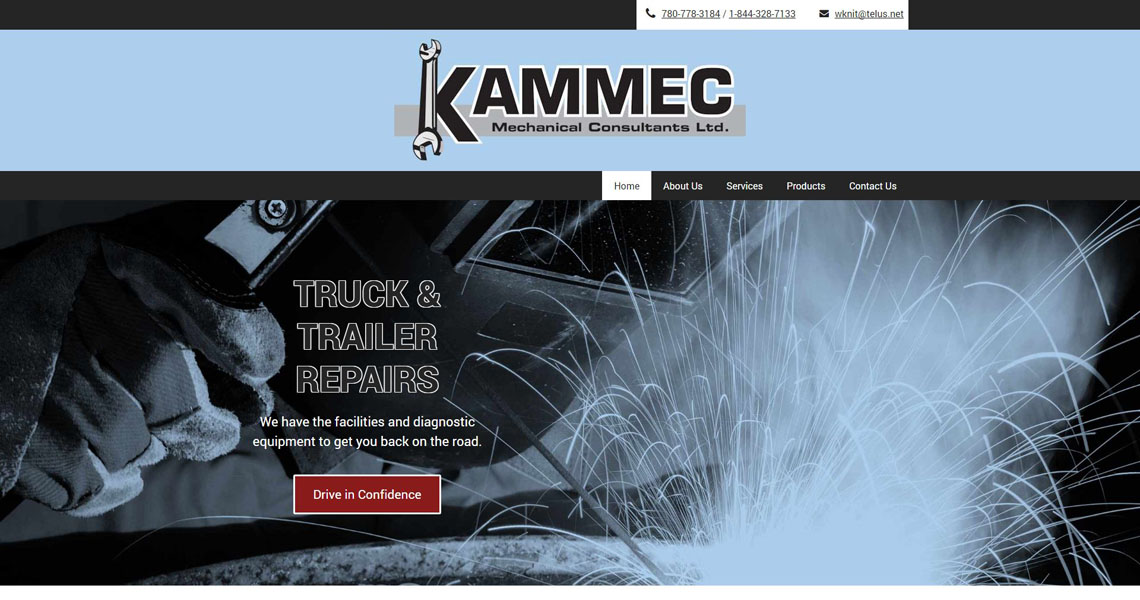 780-778-3184 / 1-844-328-7133 wknit@telus.net
KAMMEC
Mechanical Consultants Ltd.
Home About Us Services Products Contact Us
TRUCK &
TRAILER
REPAIRS
We have the facilities and diagnostic
equipment to get you back on the road.
Drive in Confidence